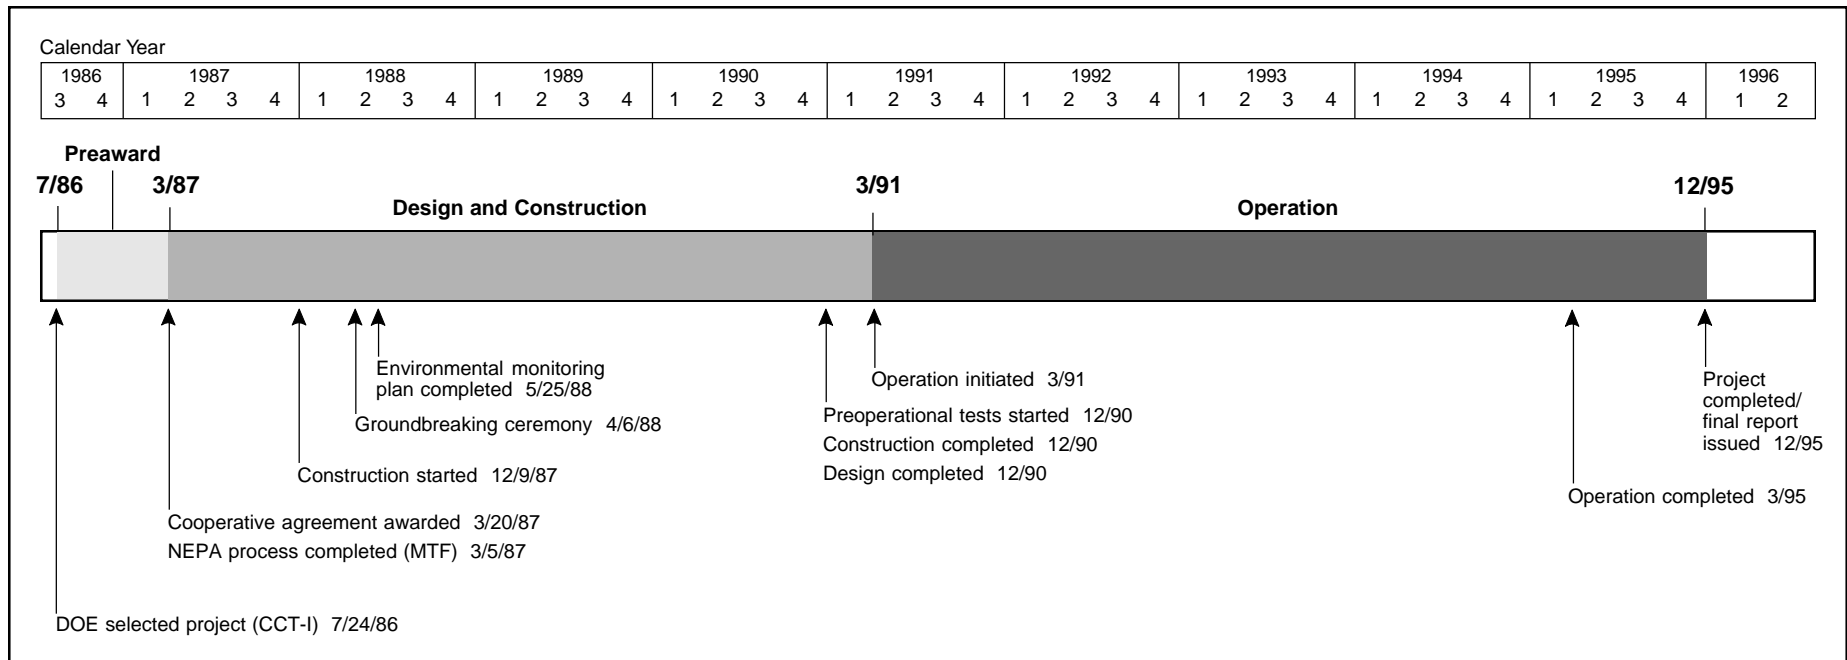 Calendar Year
1986 1987 1988 1989 1990 1991 1992 1993 1994 1995 1996
3 4 1 2 3 4 1 2 3 4 1 2 3 4 1 2 3 4 1 2 3 4 1 2 3 4 1 2 3 4 1 2 3 4 1 2 3 4 1 2
Preaward
7/86 3/87 3/91 12/95
Design and Construction Operation
Environmental monitoring
plan completed 5/25/88
Groundbreaking ceremony 4/6/88
Construction started 12/9/87
Cooperative agreement awarded 3/20/87
NEPA process completed (MTF) 3/5/87
DOE selected project (CCT-I) 7/24/86
Operation initiated 3/91
Preoperational tests started 12/90
Construction completed 12/90
Design completed 12/90
Project
completed/
final report
issued 12/95
Operation completed 3/95